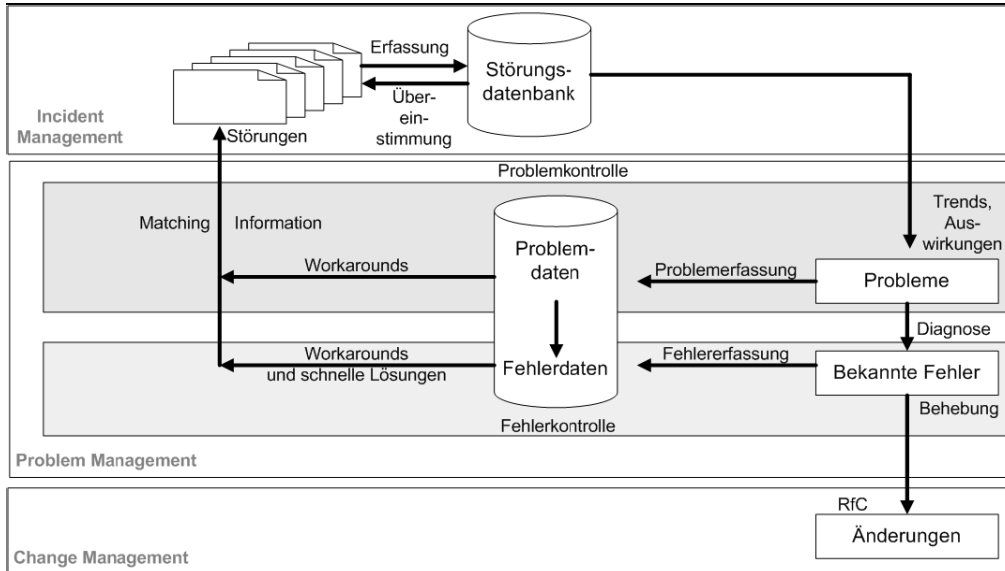 Erfassung
Störungs-
datenbank
Über-
ein-
stimmung
Störungen
Incident
Management
Problemkontrolle
Matching
Information
Trends,
Aus-
wirkungen
Problem-
daten
Workarounds
Problemerfassung
Probleme
Diagnose
Workarounds
und schnelle Lösungen
Fehlerdaten
Fehlererfassung
Bekannte Fehler
Behebung
Fehlerkontrolle
Problem Management
RfC
Änderungen
Change Management